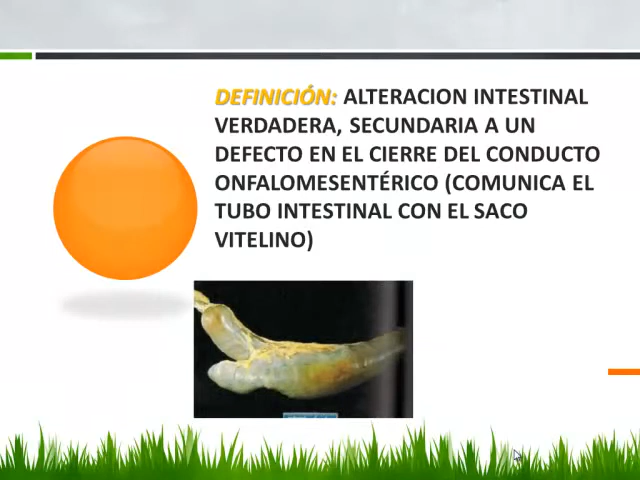 DEFINICIÓN: ALTERACION INTESTINAL
VERDADERA, SECUNDARIA A UN
DEFECTO EN EL CIERRE DEL CONDUCTO
ONFALOMESENTÉRICO (COMUNICA EL
TUBO INTESTINAL CON EL SACO
VITELINO)